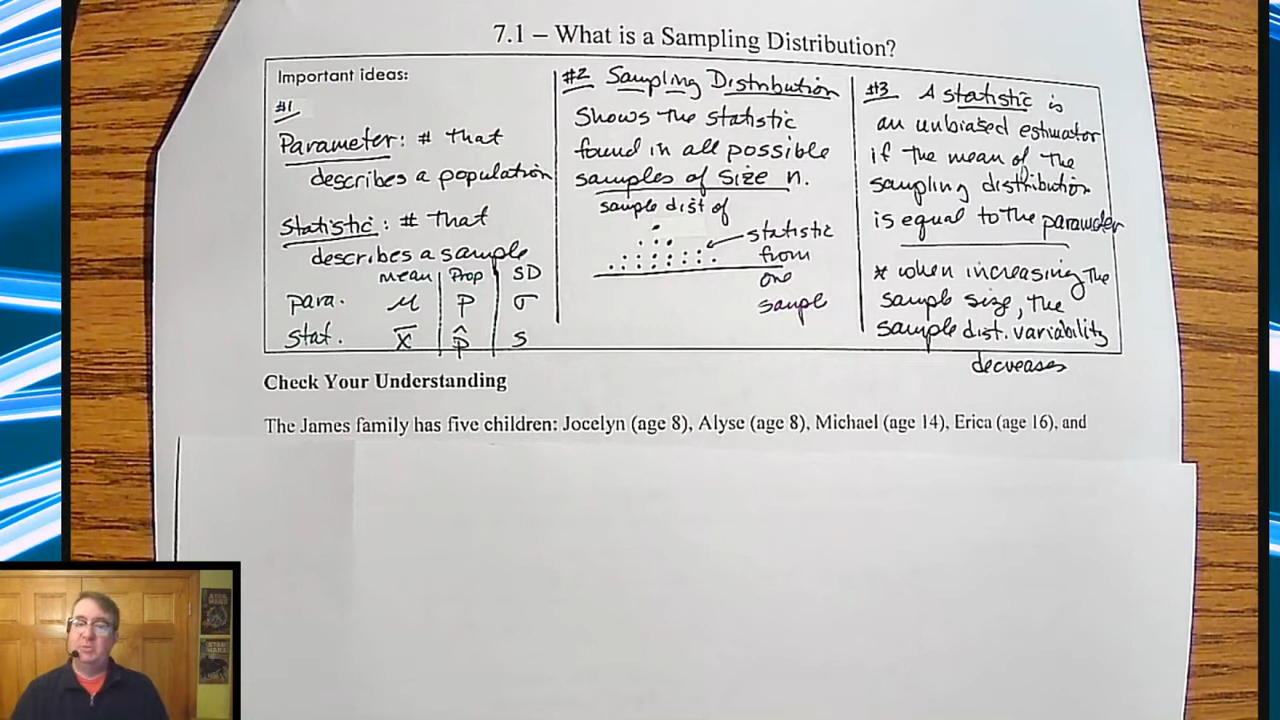 7.1 – What is a Sampling Distribution?
Important ideas:
#1
Parameter: # that
describes a population
Statistic: # that
describes a sample
mean Prop SD
para. μ P σ
stat. x̄ p̂ s
#2 Sampling Distribution
Shows the statistic
found in all possible
samples of size n.
sample dist of
statistic
from
one
sample
#3 A statistic is
an unbiased estimator
if the mean of the
sampling distribution
is equal to the parameter
* when increasing the
sample size, the
sample dist. variability
decreases
Check Your Understanding
The James family has five children: Jocelyn (age 8), Alyse (age 8), Michael (age 14), Erica (age 16), and
STAR
WARS
STAR
WARS